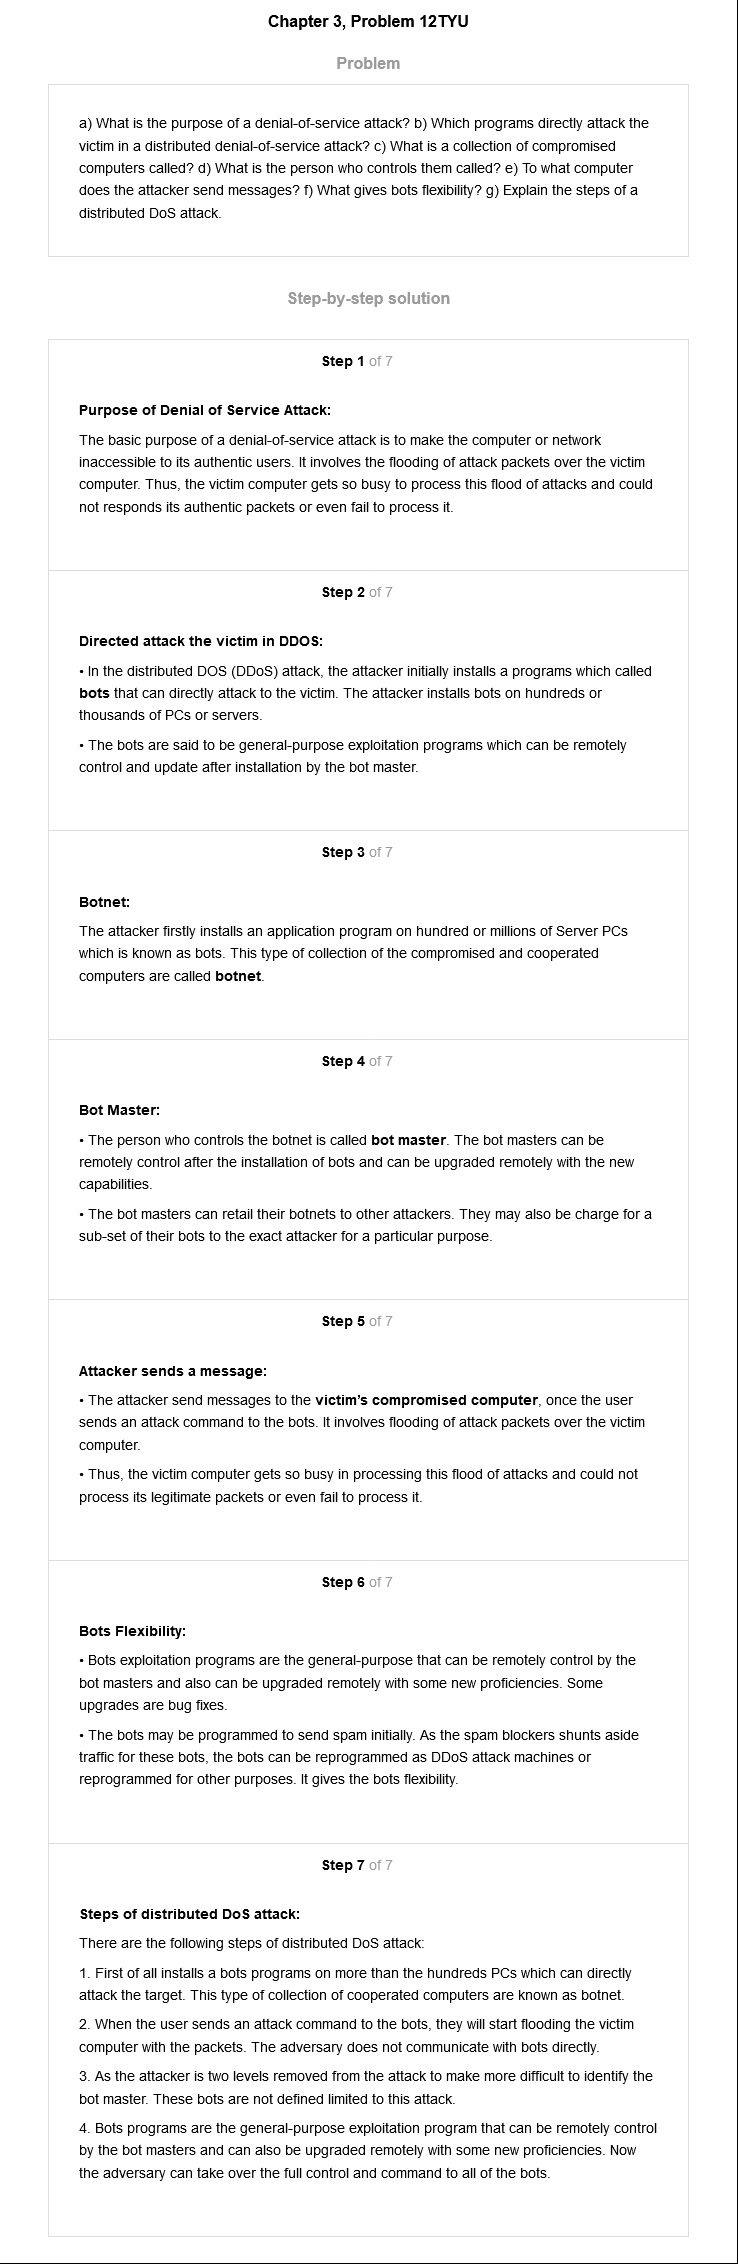 Chapter 3, Problem 12TYU
Problem
a) What is the purpose of a denial-of-service attack? b) Which programs directly attack the
victim in a distributed denial-of-service attack? c) What is a collection of compromised
computers called? d) What is the person who controls them called? e) To what computer
does the attacker send messages? f) What gives bots flexibility? g) Explain the steps of a
distributed DoS attack.
Step-by-step solution
Step 1 of 7
Purpose of Denial of Service Attack:
The basic purpose of a denial-of-service attack is to make the computer or network
inaccessible to its authentic users. It involves the flooding of attack packets over the victim
computer. Thus, the victim computer gets so busy to process this flood of attacks and could
not responds its authentic packets or even fail to process it.
Step 2 of 7
Directed attack the victim in DDOS:
• In the distributed DOS (DDoS) attack, the attacker initially installs a programs which called
bots that can directly attack to the victim. The attacker installs bots on hundreds or
thousands of PCs or servers.
• The bots are said to be general-purpose exploitation programs which can be remotely
control and update after installation by the bot master.
Step 3 of 7
Botnet:
The attacker firstly installs an application program on hundred or millions of Server PCs
which is known as bots. This type of collection of the compromised and cooperated
computers are called botnet.
Step 4 of 7
Bot Master:
• The person who controls the botnet is called bot master. The bot masters can be
remotely control after the installation of bots and can be upgraded remotely with the new
capabilities.
• The bot masters can retail their botnets to other attackers. They may also be charge for a
sub-set of their bots to the exact attacker for a particular purpose.
Step 5 of 7
Attacker sends a message:
• The attacker send messages to the victim's compromised computer, once the user
sends an attack command to the bots. It involves flooding of attack packets over the victim
computer.
• Thus, the victim computer gets so busy in processing this flood of attacks and could not
process its legitimate packets or even fail to process it.
Step 6 of 7
Bots Flexibility:
• Bots exploitation programs are the general-purpose that can be remotely control by the
bot masters and also can be upgraded remotely with some new proficiencies. Some
upgrades are bug fixes.
• The bots may be programmed to send spam initially. As the spam blockers shunts aside
traffic for these bots, the bots can be reprogrammed as DDoS attack machines or
reprogrammed for other purposes. It gives the bots flexibility.
Step 7 of 7
Steps of distributed DoS attack:
There are the following steps of distributed DoS attack:
1. First of all installs a bots programs on more than the hundreds PCs which can directly
attack the target. This type of collection of cooperated computers are known as botnet.
2. When the user sends an attack command to the bots, they will start flooding the victim
computer with the packets. The adversary does not communicate with bots directly.
3. As the attacker is two levels removed from the attack to make more difficult to identify the
bot master. These bots are not defined limited to this attack.
4. Bots programs are the general-purpose exploitation program that can be remotely control
by the bot masters and can also be upgraded remotely with some new proficiencies. Now
the adversary can take over the full control and command to all of the bots.